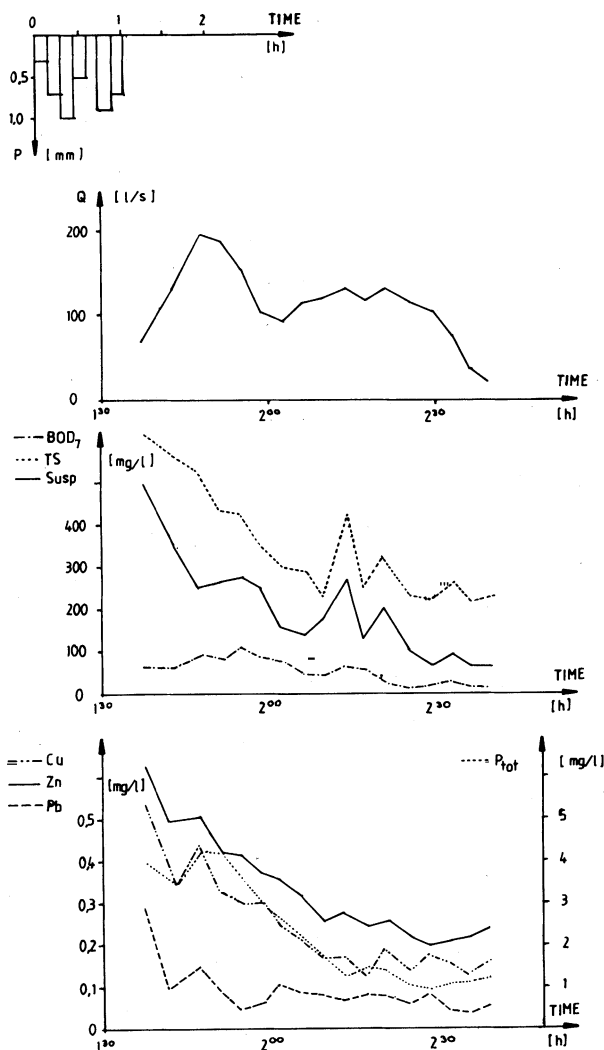 0 1 2 TIME
[h]
0,5
1,0
P [mm]
Q [l/s]
200
100
0
TIME
1³⁰ 2⁰⁰ 2³⁰ [h]
BOD₇
TS
Susp
[mg/l]
400
300
200
100
0
TIME
1³⁰ 2⁰⁰ 2³⁰ [h]
Cu
Zn
Pb
[mg/l]
P tot
[mg/l]
0,5 5
0,4 4
0,3 3
0,2 2
0,1 1
0
TIME
1³⁰ 2⁰⁰ 2³⁰ [h]